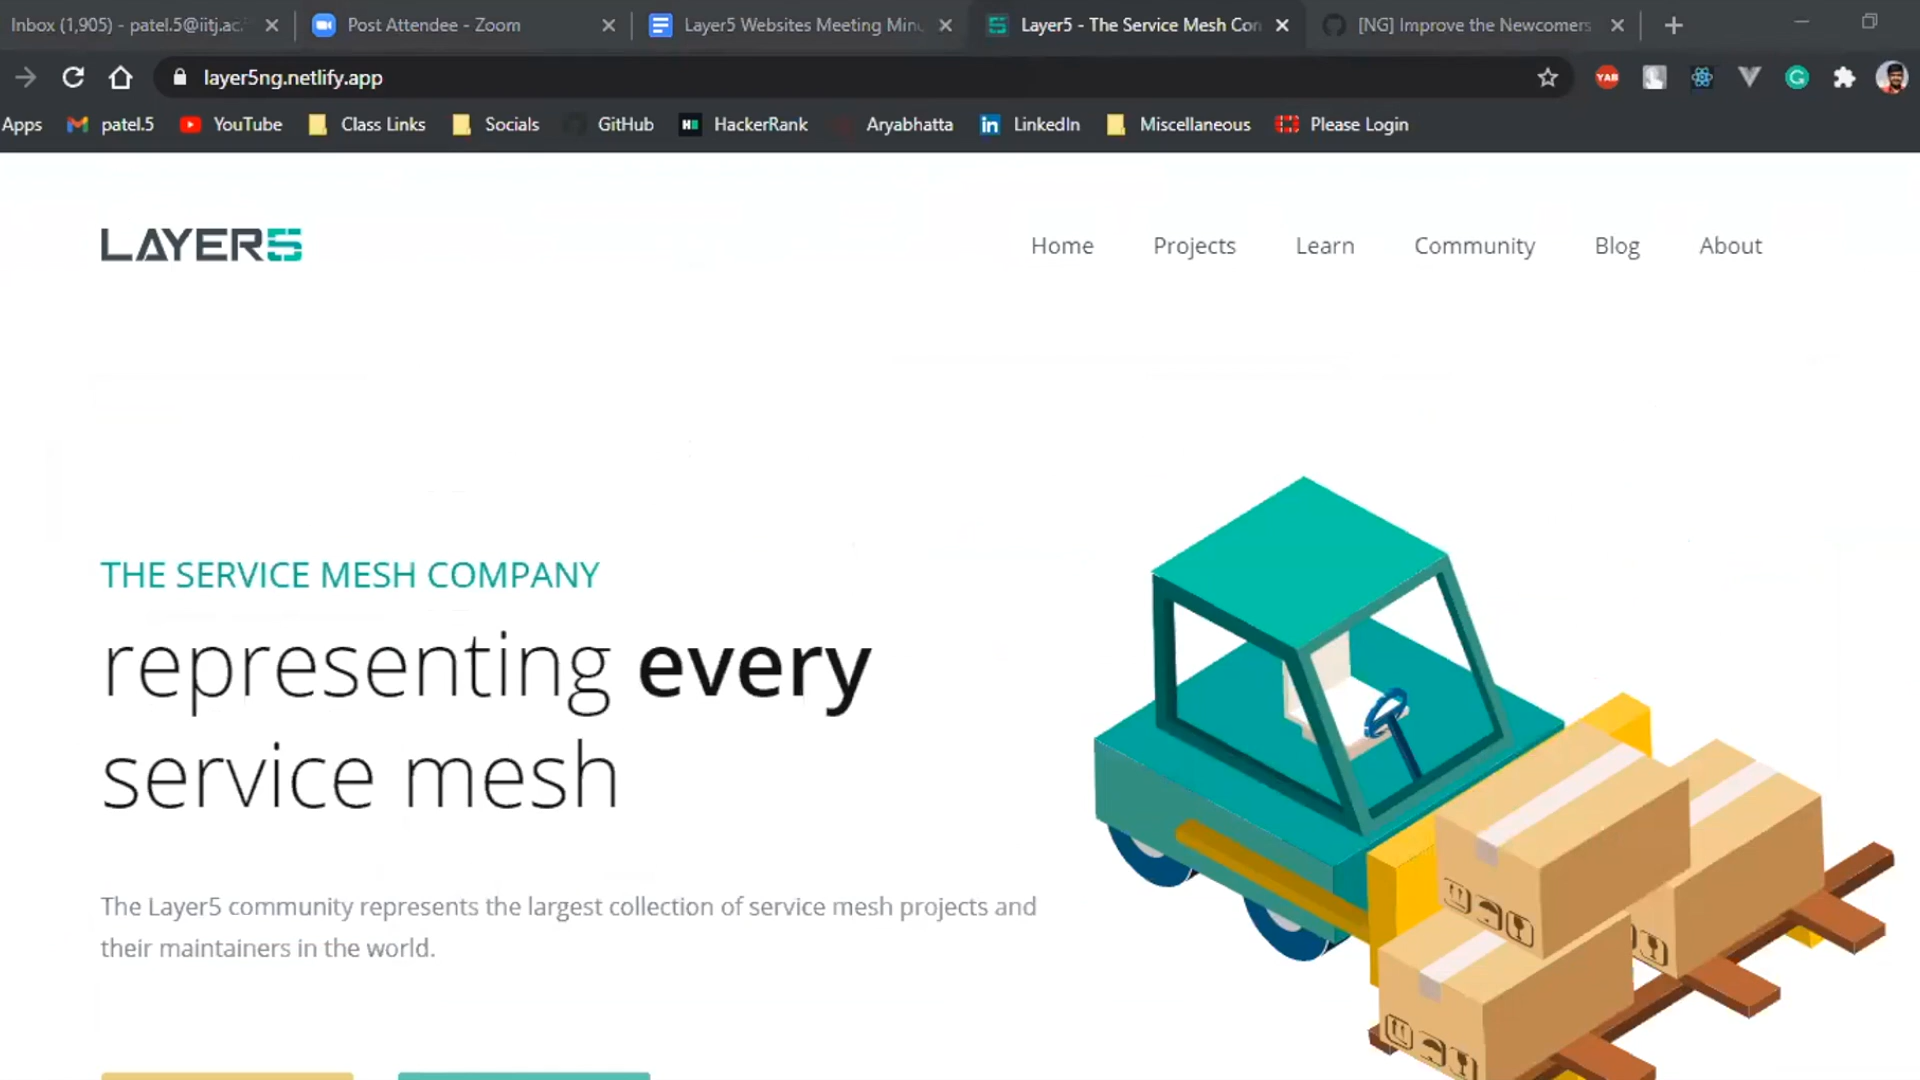 Inbox (1,905) - patel.5@iitj.ac.
Post Attendee - Zoom
Layer5 Websites Meeting Minu
Layer5 - The Service Mesh Con
[NG] Improve the Newcomers
layer5ng.netlify.app
YAB
Apps
patel.5
YouTube
Class Links
Socials
GitHub
HackerRank
Aryabhatta
LinkedIn
Miscellaneous
Please Login
LAYER5
Home
Projects
Learn
Community
Blog
About
THE SERVICE MESH COMPANY
representing every
service mesh
The Layer5 community represents the largest collection of service mesh projects and
their maintainers in the world.